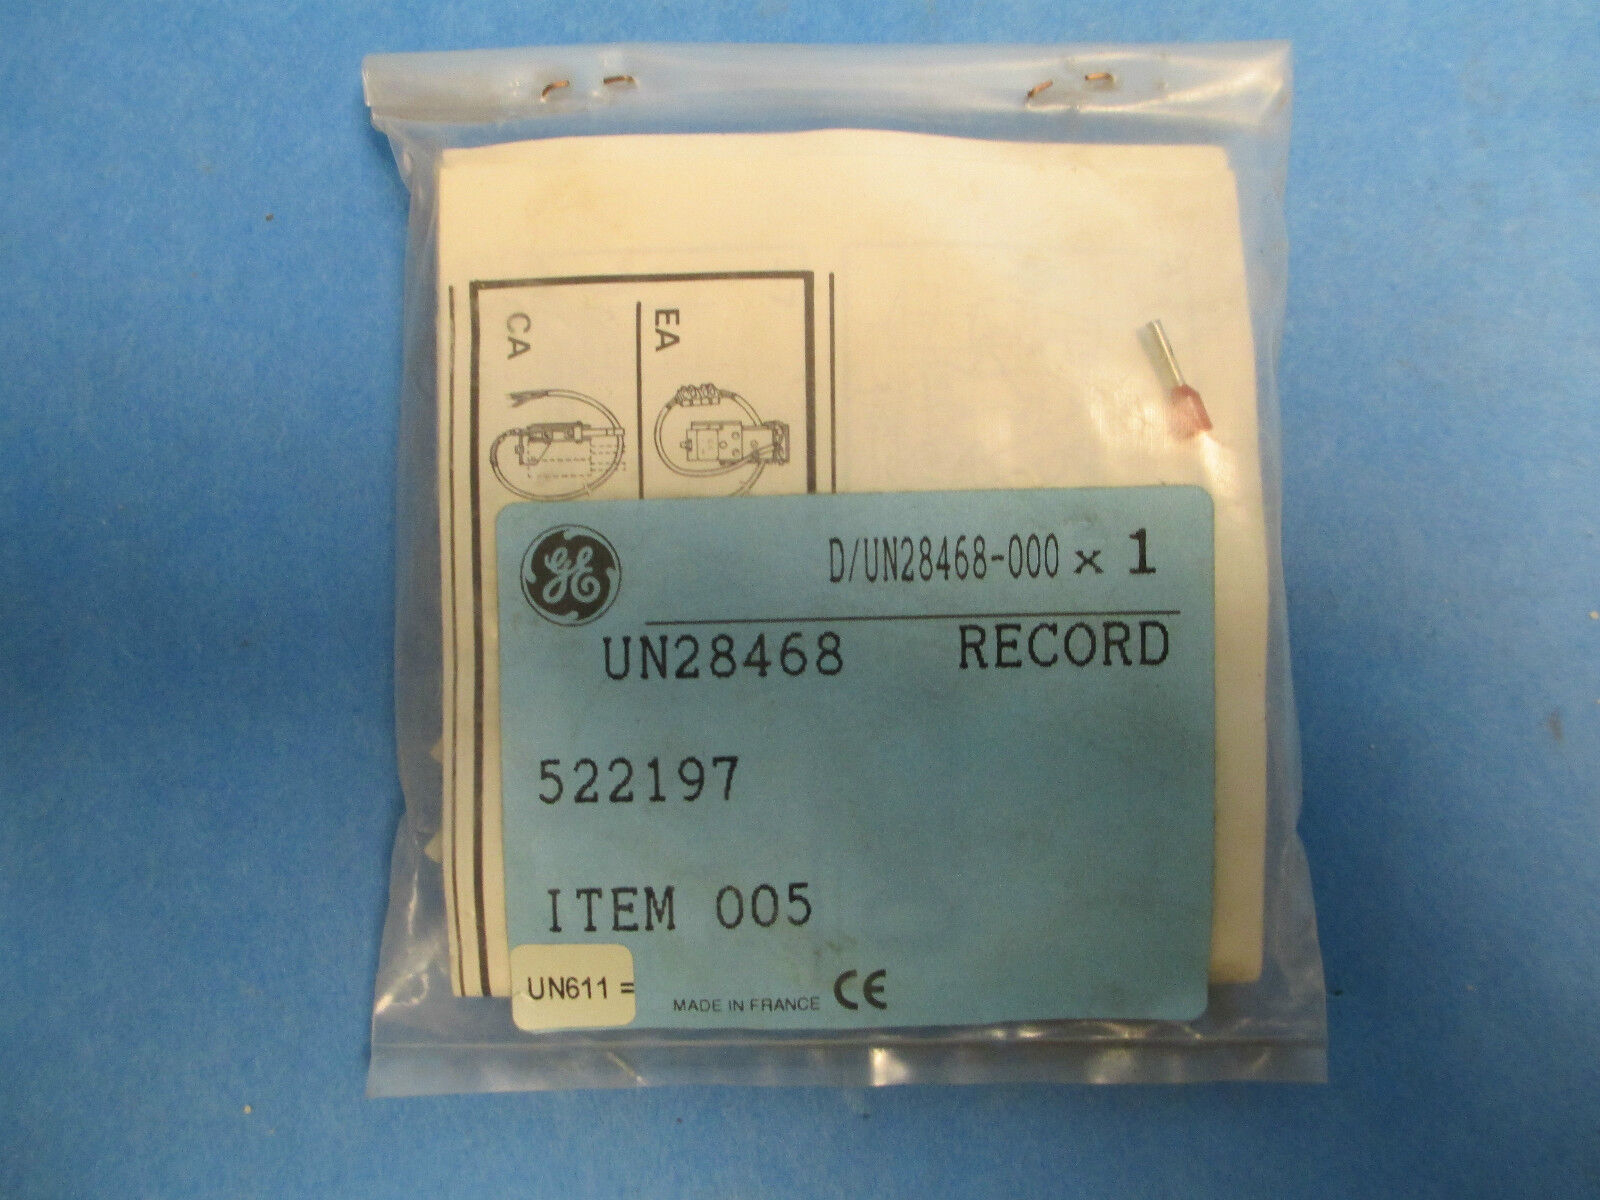 CA
EA
GE
D/UN28468-000 x 1
UN28468 RECORD
522197
ITEM 005
UN611 =
MADE IN FRANCE CE